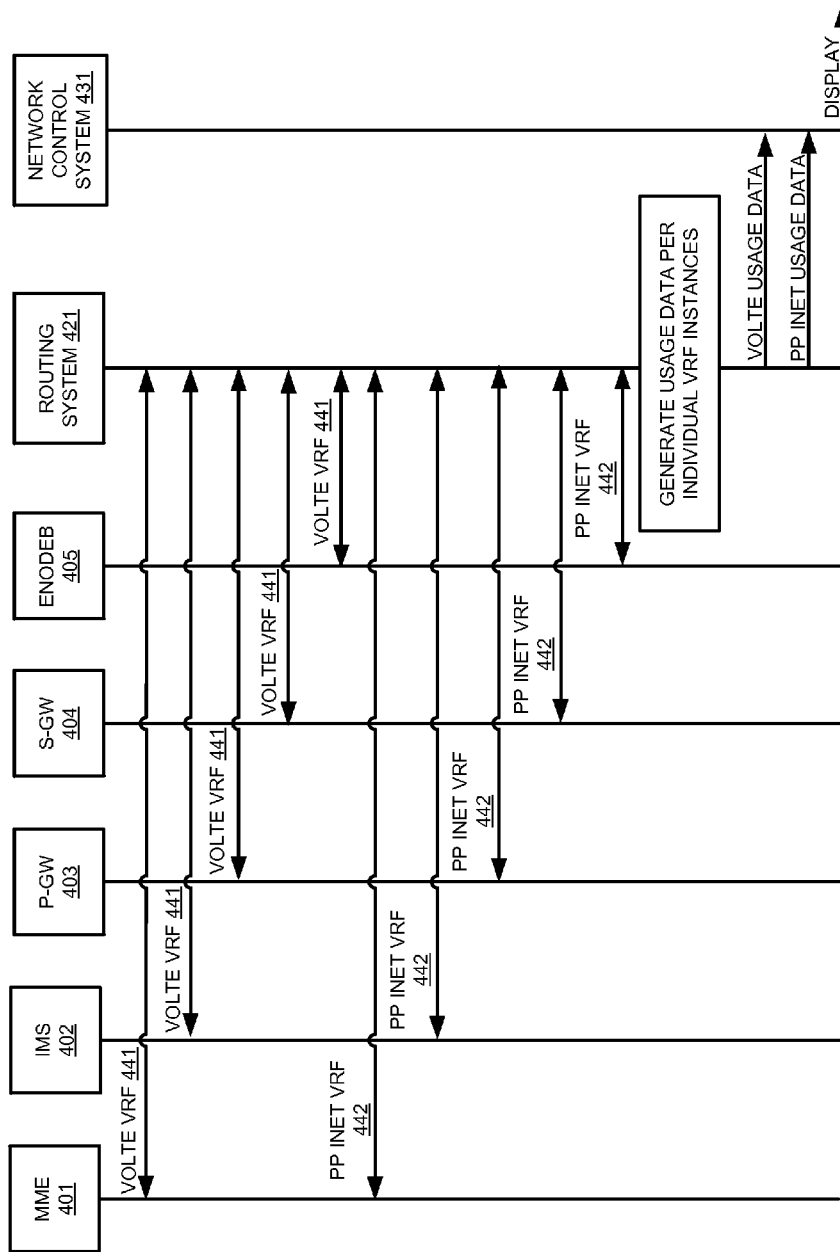 MME
401
IMS
402
P-GW
403
S-GW
404
ENODEB
405
ROUTING
SYSTEM 421
NETWORK
CONTROL
SYSTEM 431
VOLTE VRF 441
VOLTE VRF 441
VOLTE VRF 441
VOLTE VRF 441
VOLTE VRF 441
PP INET VRF
442
PP INET VRF
442
PP INET VRF
442
PP INET VRF
442
PP INET VRF
442
GENERATE USAGE DATA PER
INDIVIDUAL VRF INSTANCES
VOLTE USAGE DATA
PP INET USAGE DATA
DISPLAY